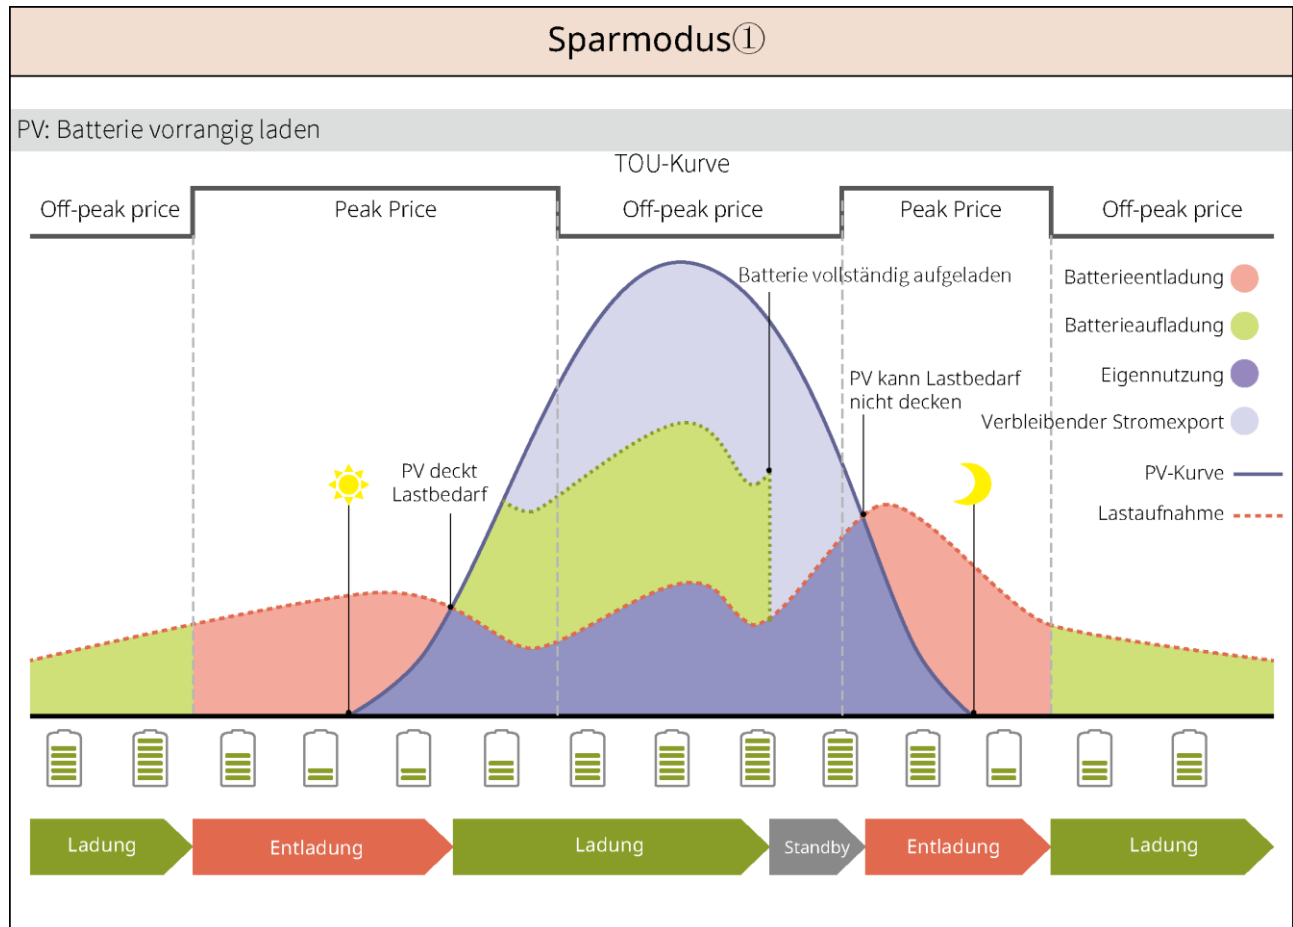 Sparmodus①
PV: Batterie vorrangig laden
TOU-Kurve
Off-peak price
Peak Price
Off-peak price
Peak Price
Off-peak price
Batterie vollständig aufgeladen
Batterieentladung
Batterieaufladung
Eigennutzung
Verbleibender Stromexport
PV-Kurve
Lastaufnahme
PV kann Lastbedarf
nicht decken
PV deckt
Lastbedarf
Ladung
Entladung
Ladung
Standby
Entladung
Ladung